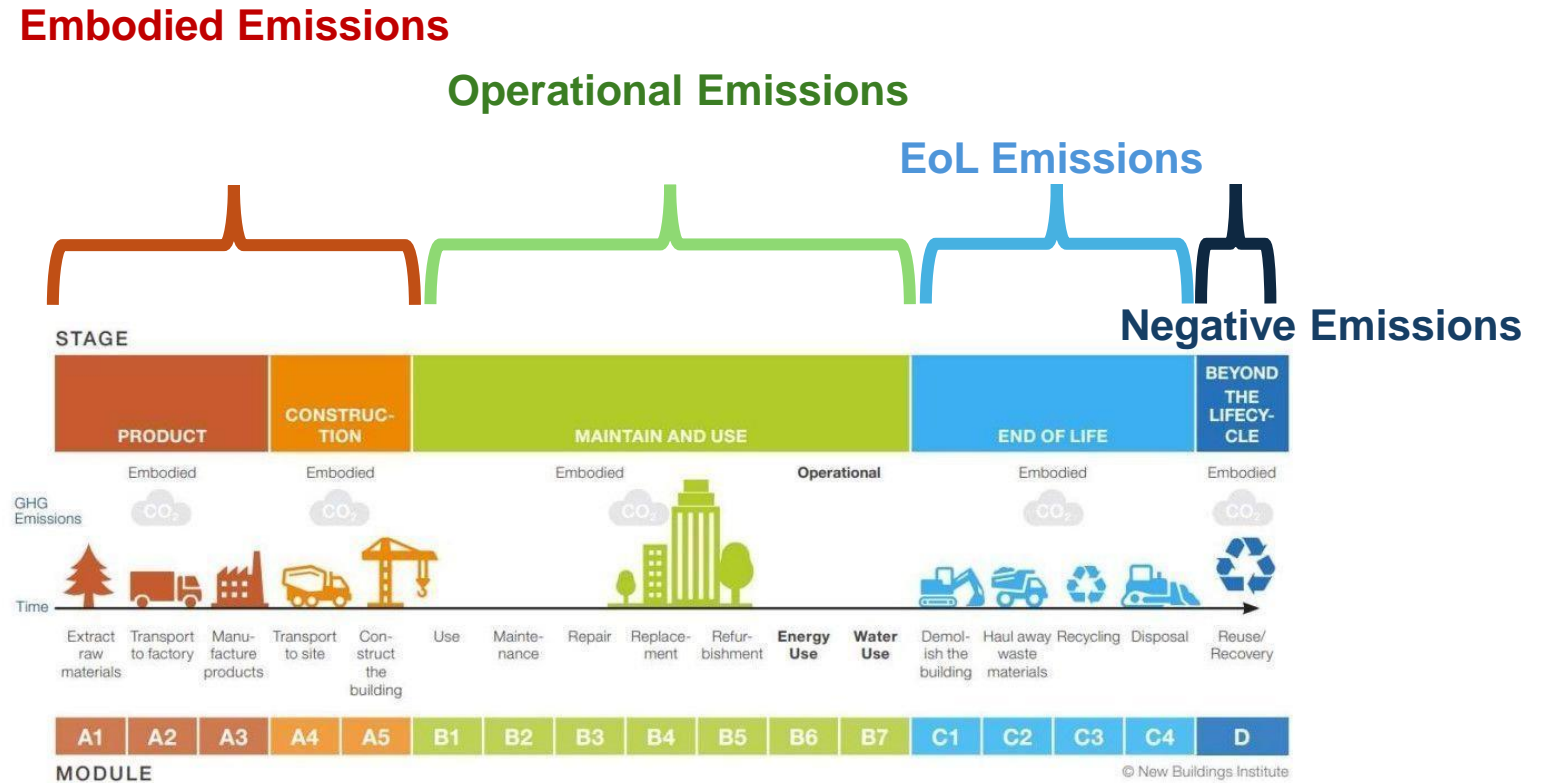 Embodied Emissions
Operational Emissions
EoL Emissions
Negative Emissions
STAGE
PRODUCT
CONSTRUC-
TION
MAINTAIN AND USE
END OF LIFE
BEYOND
THE
LIFECY-
CLE
Embodied
Embodied
Embodied
Operational
Embodied
Embodied
GHG
Emissions
CO₂
CO₂
CO₂
CO₂
CO₂
Time
Extract
raw
materials
Transport
to factory
Manu-
facture
products
Transport
to site
Con-
struct
the
building
Use
Mainte-
nance
Repair
Replace-
ment
Refur-
bishment
Energy
Use
Water
Use
Demol-
ish the
building
Haul away
waste
materials
Recycling
Disposal
Reuse/
Recovery
A1 A2 A3 A4 A5 B1 B2 B3 B4 B5 B6 B7 C1 C2 C3 C4 D
MODULE
© New Buildings Institute